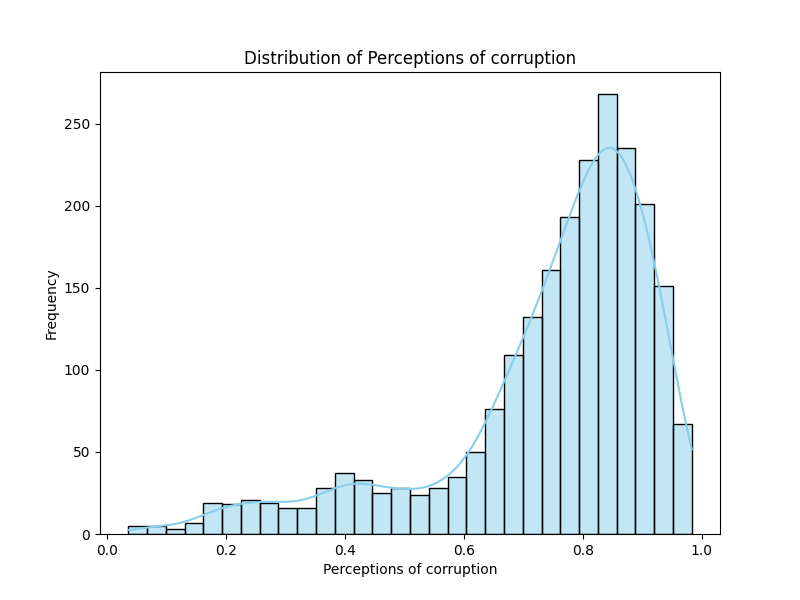 Distribution of Perceptions of corruption
250
200
150
100
50
0
Frequency
0.0 0.2 0.4 0.6 0.8 1.0
Perceptions of corruption